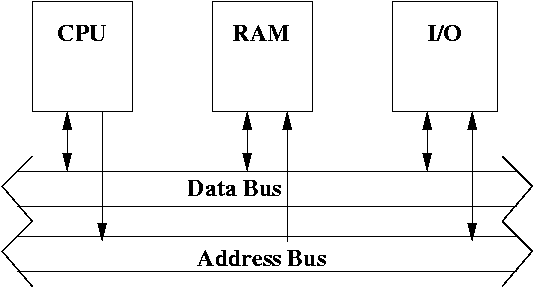 CPU
RAM
I/O
Data Bus
Address Bus